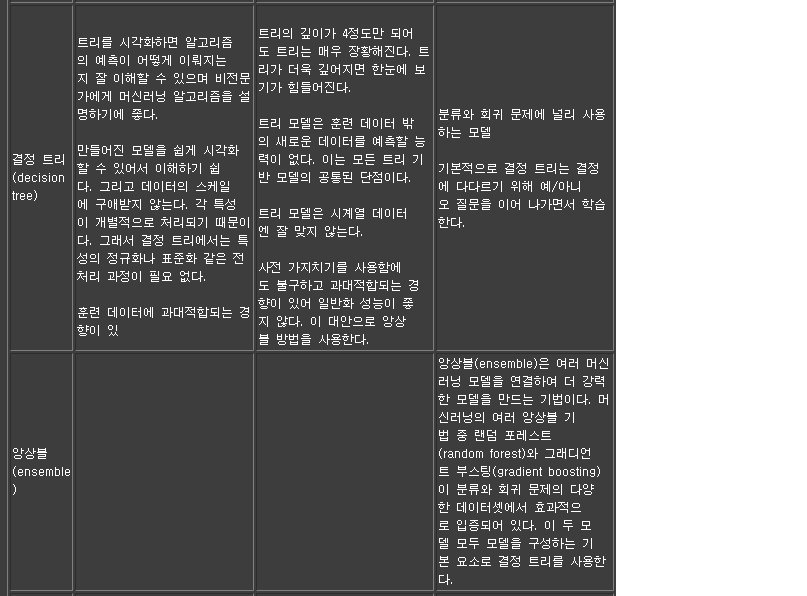 결정 트리
(decision
tree)
트리를 시각화하면 알고리즘
의 예측이 어떻게 이뤄지는
지 잘 이해할 수 있으며 비전문
가에게 머신러닝 알고리즘을 설
명하기에 좋다.
만들어진 모델을 쉽게 시각화
할 수 있어서 이해하기 쉽
다. 그리고 데이터의 스케일
에 구애받지 않는다. 각 특성
이 개별적으로 처리되기 때문이
다. 그래서 결정 트리에서는 특
성의 정규화나 표준화 같은 전
처리 과정이 필요 없다.
훈련 데이터에 과대적합되는 경
향이 있
트리의 깊이가 4정도만 되어
도 트리는 매우 장황해진다. 트
리가 더욱 깊어지면 한눈에 보
기가 힘들어진다.
트리 모델은 훈련 데이터 밖
의 새로운 데이터를 예측할 능
력이 없다. 이는 모든 트리 기
반 모델의 공통된 단점이다.
트리 모델은 시계열 데이터
엔 잘 맞지 않는다.
사전 가지치기를 사용함에
도 불구하고 과대적합되는 경
향이 있어 일반화 성능이 좋
지 않다. 이 대안으로 앙상
블 방법을 사용한다.
분류와 회귀 문제에 널리 사용
하는 모델
기본적으로 결정 트리는 결정
에 다다르기 위해 예/아니
오 질문을 이어 나가면서 학습
한다.
앙상블
(ensemble
)
앙상블(ensemble)은 여러 머신
러닝 모델을 연결하여 더 강력
한 모델을 만드는 기법이다. 머
신러닝의 여러 앙상블 기
법 중 랜덤 포레스트
(random forest)와 그래디언
트 부스팅(gradient boosting)
이 분류와 회귀 문제의 다양
한 데이터셋에서 효과적으
로 입증되어 있다. 이 두 모
델 모두 모델을 구성하는 기
본 요소로 결정 트리를 사용한
다.